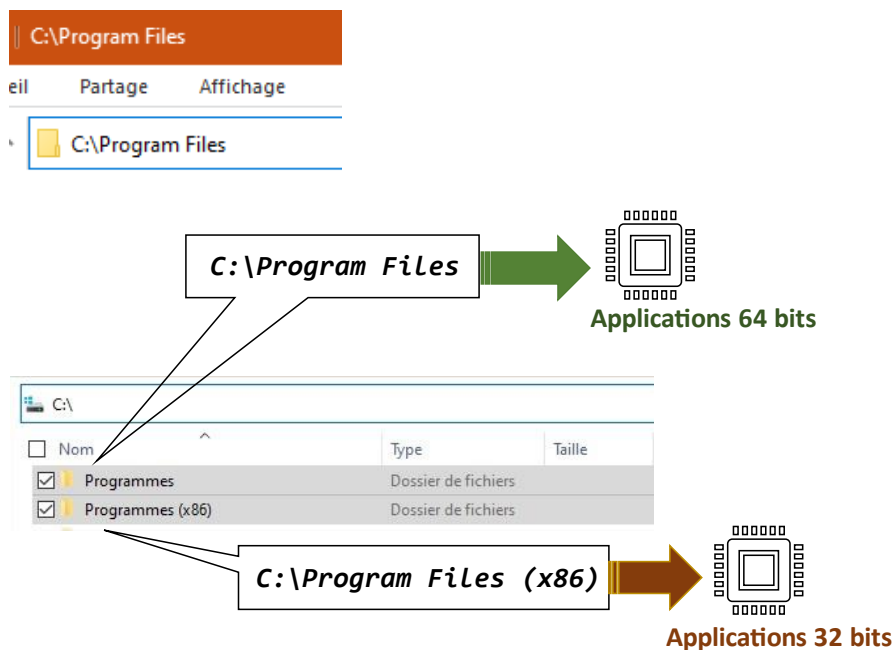 C:\Program Files
eil Partage Affichage
C:\Program Files
C:\Program Files
Applications 64 bits
C:\
Nom Type Taille
Programmes Dossier de fichiers
Programmes (x86) Dossier de fichiers
C:\Program Files (x86)
Applications 32 bits